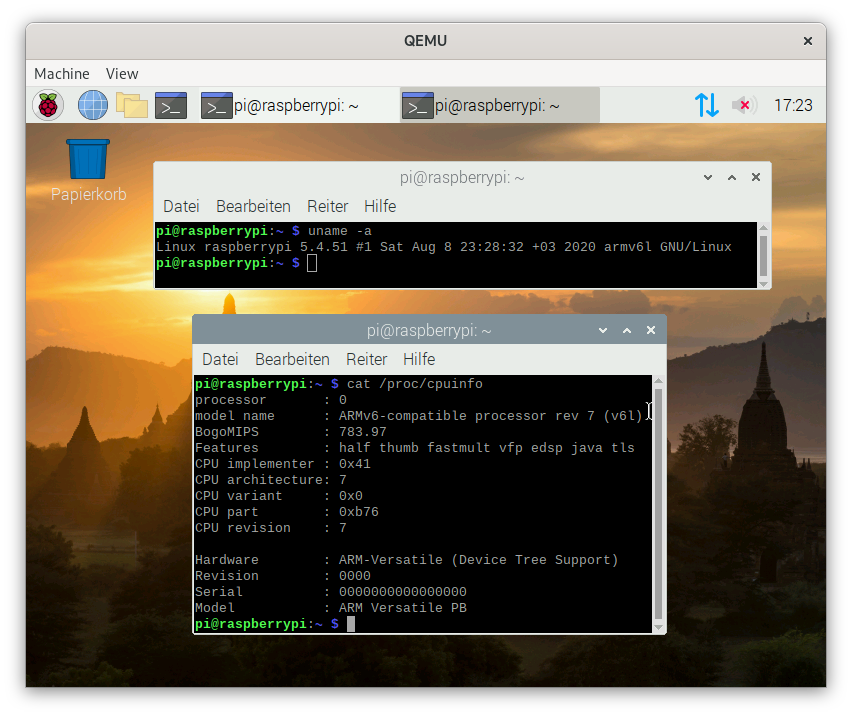 QEMU
Machine View
pi@raspberrypi: ~ pi@raspberrypi: ~ 17:23
Papierkorb
pi@raspberrypi: ~
Datei Bearbeiten Reiter Hilfe
pi@raspberrypi:~ $ uname -a
Linux raspberrypi 5.4.51 #1 Sat Aug 8 23:28:32 +03 2020 armv6l GNU/Linux
pi@raspberrypi:~ $
pi@raspberrypi: ~
Datei Bearbeiten Reiter Hilfe
pi@raspberrypi:~ $ cat /proc/cpuinfo
processor : 0
model name : ARMv6-compatible processor rev 7 (v6l)
BogoMIPS : 783.97
Features : half thumb fastmult vfp edsp java tls
CPU implementer : 0x41
CPU architecture: 7
CPU variant : 0x0
CPU part : 0xb76
CPU revision : 7
Hardware : ARM-Versatile (Device Tree Support)
Revision : 0000
Serial : 0000000000000000
Model : ARM Versatile PB
pi@raspberrypi:~ $